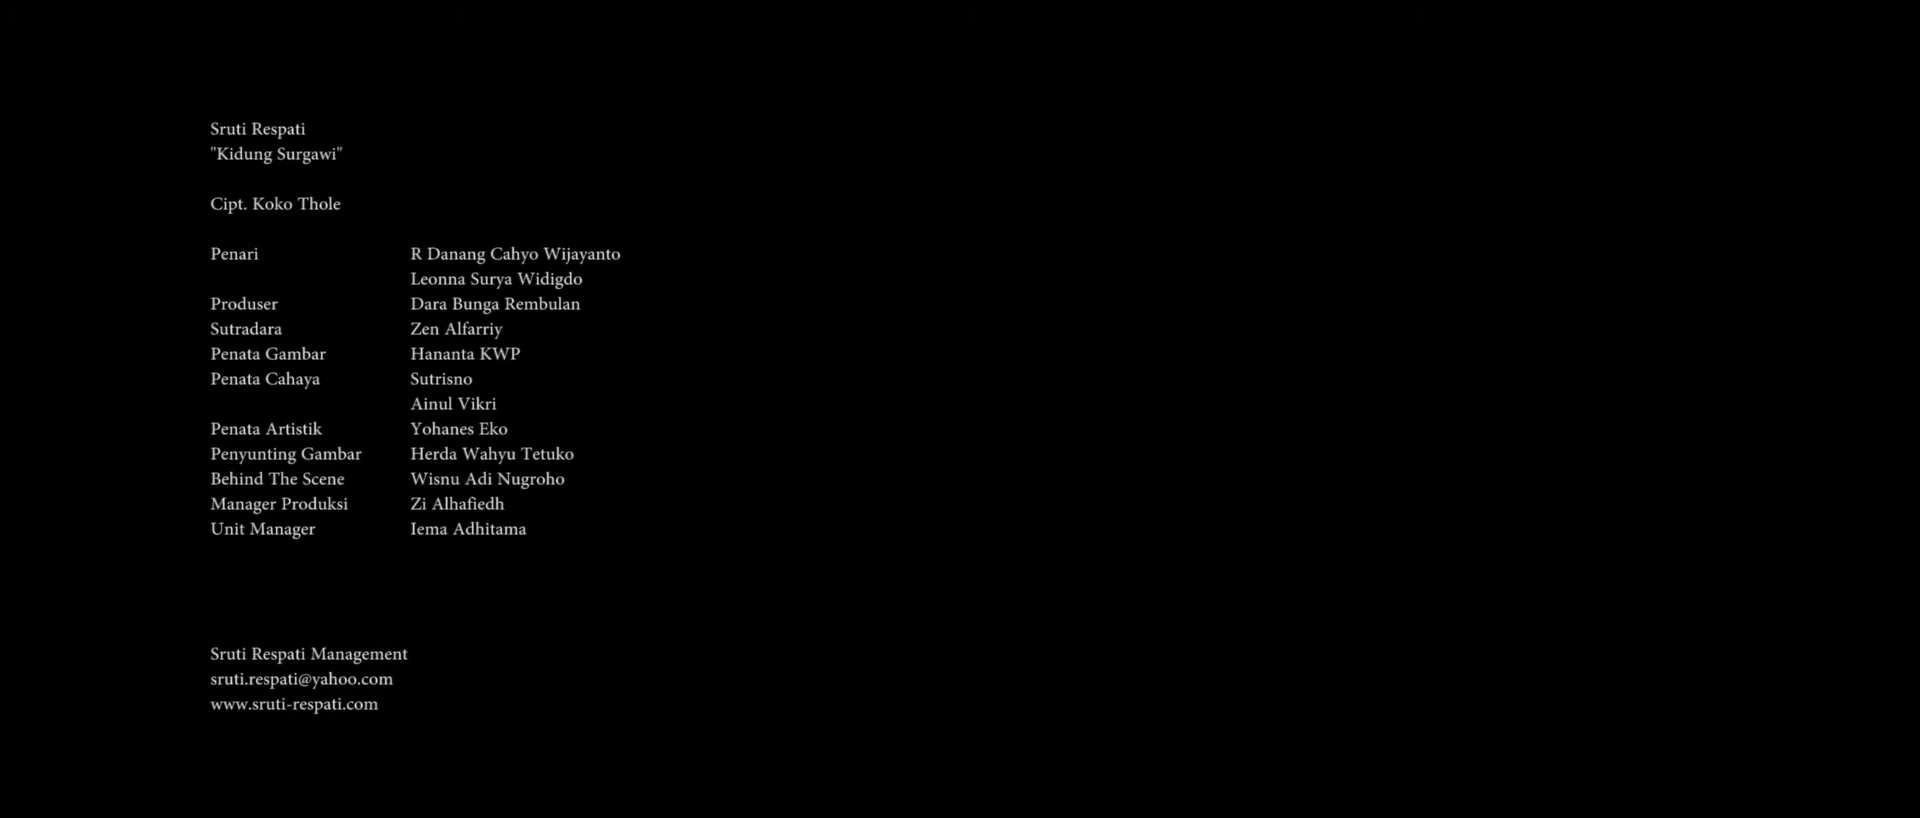 Sruti Respati
"Kidung Surgawi"
Cipt. Koko Thole
Penari R Danang Cahyo Wijayanto
Leonna Surya Widigdo
Produser Dara Bunga Rembulan
Sutradara Zen Alfarriy
Penata Gambar Hananta KWP
Penata Cahaya Sutrisno
Ainul Vikri
Penata Artistik Yohanes Eko
Penyunting Gambar Herda Wahyu Tetuko
Behind The Scene Wisnu Adi Nugroho
Manager Produksi Zi Alhafiedh
Unit Manager Iema Adhitama
Sruti Respati Management
sruti.respati@yahoo.com
www.sruti-respati.com